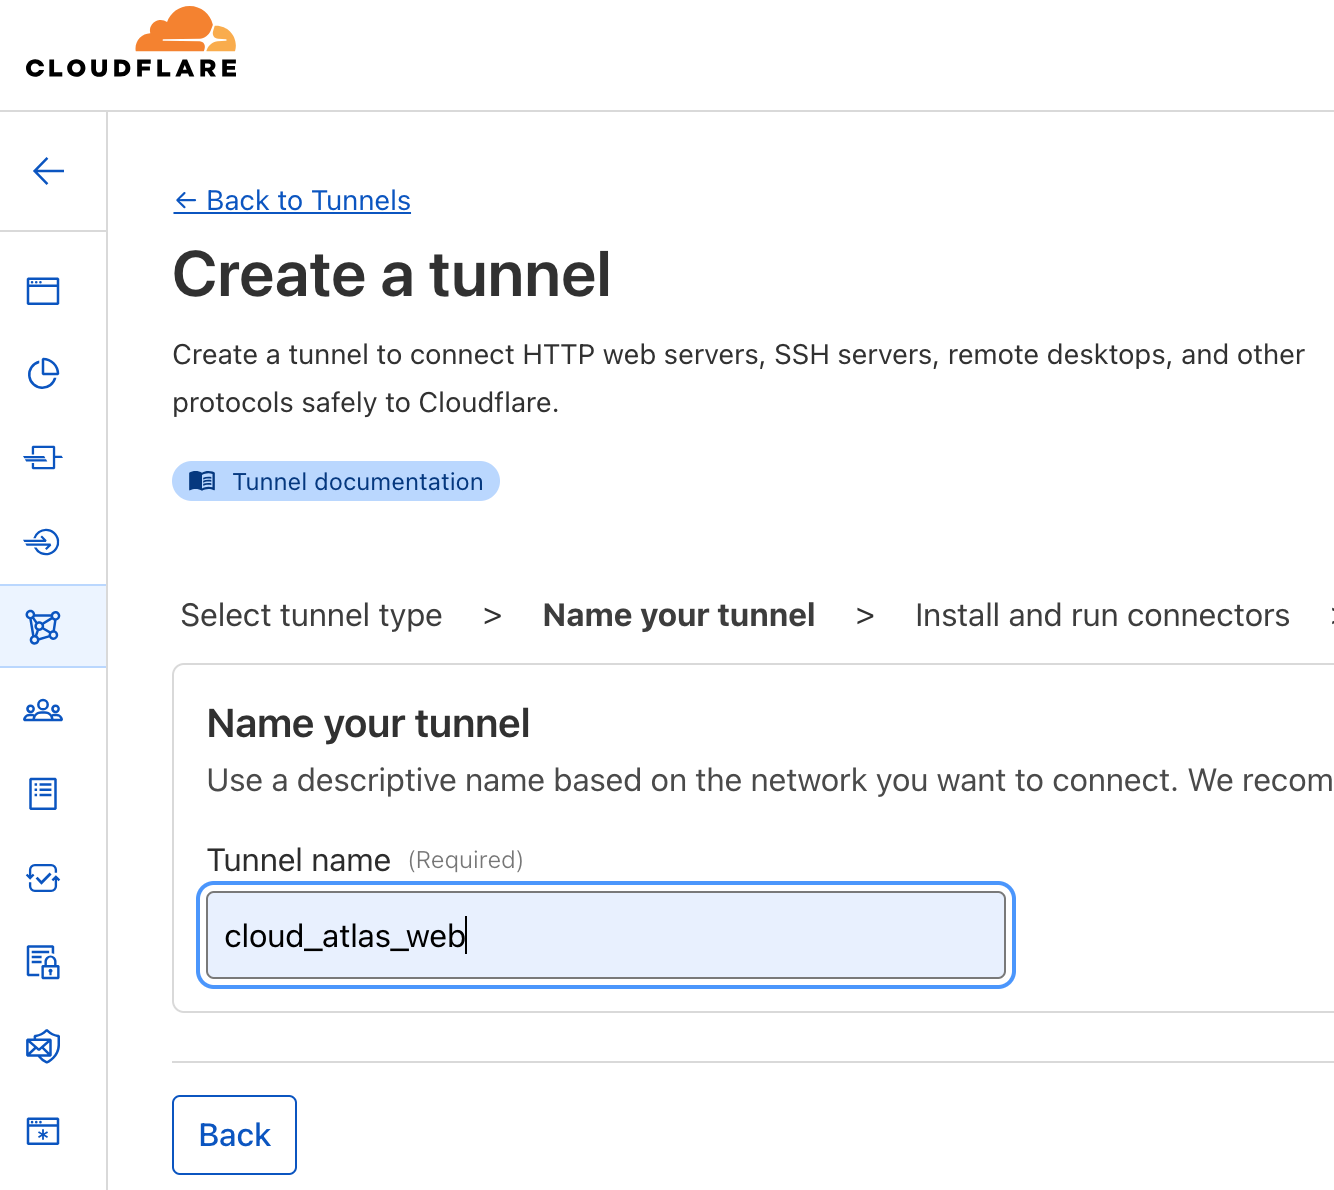 CLOUDFLARE
← Back to Tunnels
Create a tunnel
Create a tunnel to connect HTTP web servers, SSH servers, remote desktops, and other
protocols safely to Cloudflare.
Tunnel documentation
Select tunnel type > Name your tunnel > Install and run connectors
Name your tunnel
Use a descriptive name based on the network you want to connect. We recom
Tunnel name (Required)
cloud_atlas_web
Back